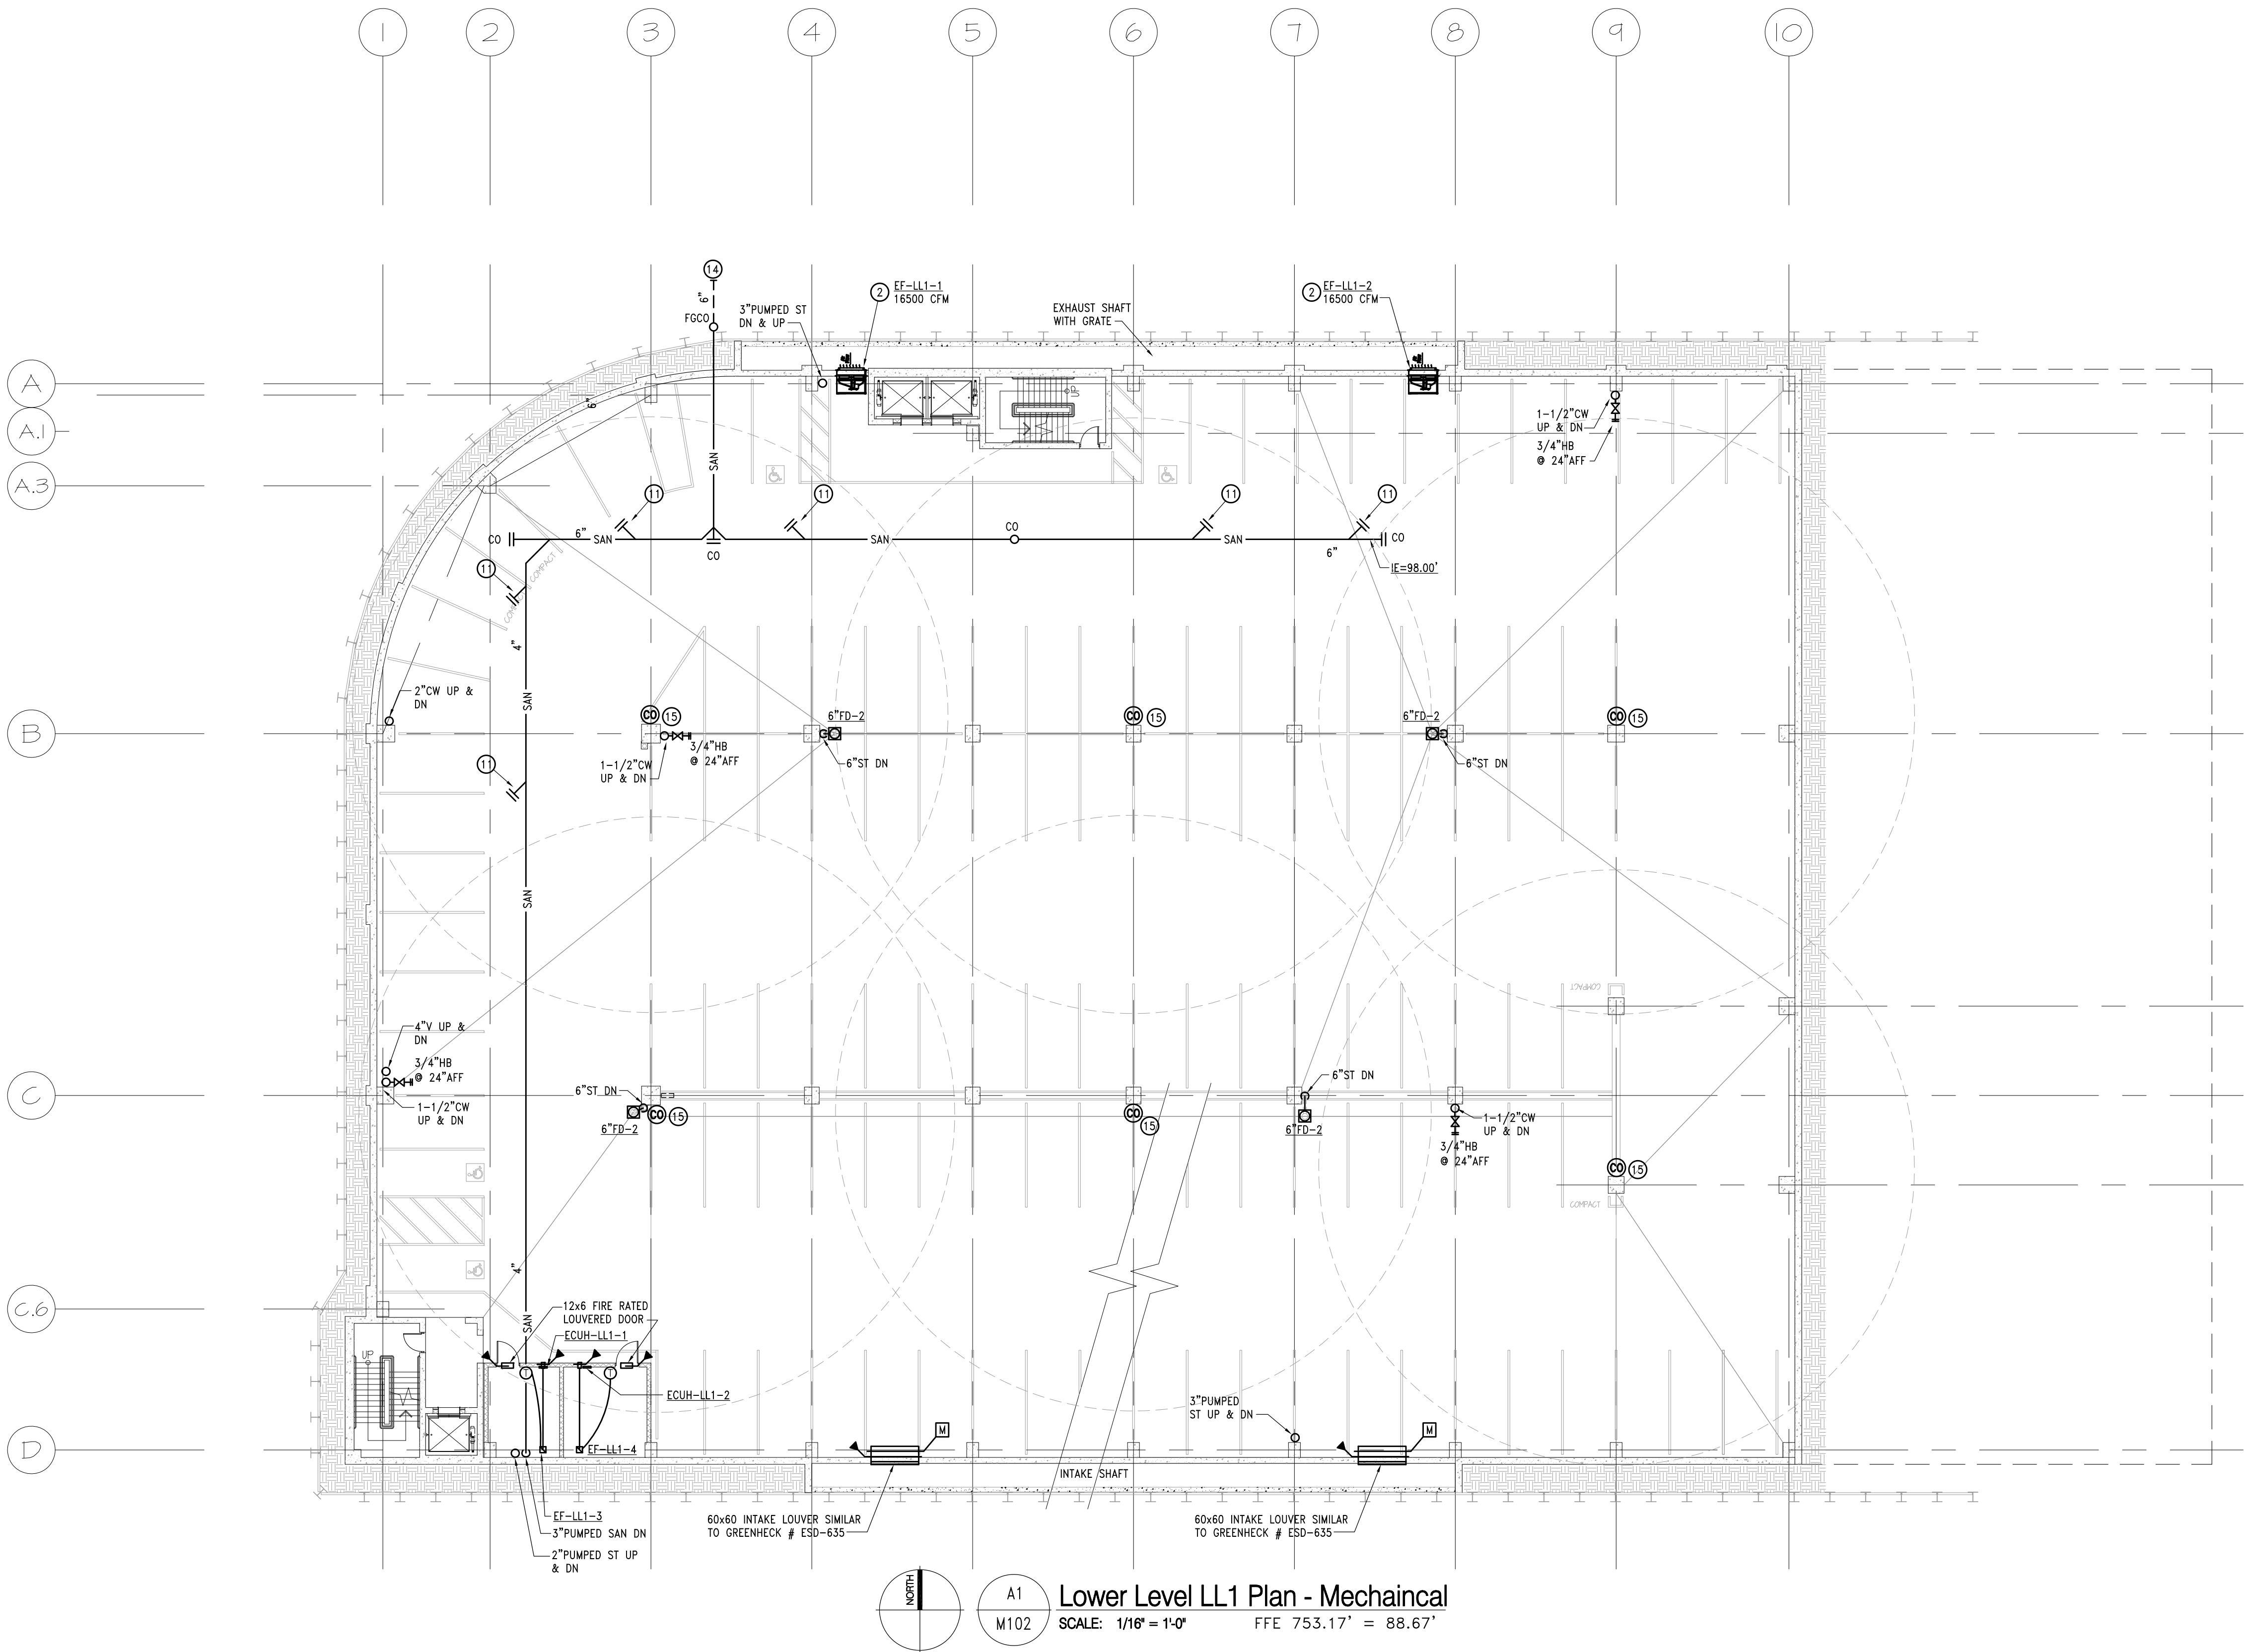 1 2 3 4 5 6 7 8 9 10
14
6"
FGCO
3"PUMPED ST
DN & UP
2
EF-LL1-1
16500 CFM
EXHAUST SHAFT
WITH GRATE
2
EF-LL1-2
16500 CFM
A
6"
UP
1-1/2"CW
UP & DN
3/4"HB
@ 24"AFF
A.1
SAN
A.3
11
11
11
11
CO
6"
SAN
CO
SAN
CO
SAN
6"
CO
IE=98.00'
11
COMPACT
COMPACT
4"
SAN
2"CW UP &
DN
B
CO
15
6"FD-2
CO
15
6"FD-2
CO
15
3/4"HB
@ 24"AFF
1-1/2"CW
UP & DN
6"ST DN
6"ST DN
11
SAN
COMPACT
4"V UP &
DN
3/4"HB
@ 24"AFF
C
1-1/2"CW
UP & DN
6"ST DN
CO
15
6"FD-2
CO
15
6"ST DN
6"FD-2
1-1/2"CW
UP & DN
3/4"HB
@ 24"AFF
CO
15
COMPACT
4"
C.6
SAN
12x6 FIRE RATED
LOUVERED DOOR
ECUH-LL1-1
UP
T
T
ECUH-LL1-2
3"PUMPED
ST UP & DN
D
EF-LL1-4
M
M
INTAKE SHAFT
EF-LL1-3
3"PUMPED SAN DN
2"PUMPED ST UP
& DN
60x60 INTAKE LOUVER SIMILAR
TO GREENHECK # ESD-635
60x60 INTAKE LOUVER SIMILAR
TO GREENHECK # ESD-635
NORTH
A1
M102
Lower Level LL1 Plan - Mechaincal
SCALE: 1/16" = 1'-0"
FFE 753.17' = 88.67'